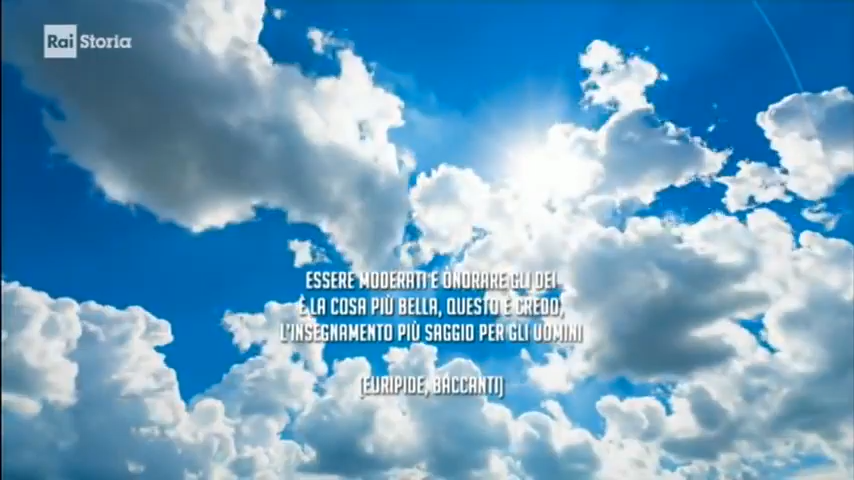 Rai Storia
ESSERE MODERATI E ONORARE GLI DEI
È LA COSA PIÙ BELLA, QUESTO È CREDO,
L'INSEGNAMENTO PIÙ SAGGIO PER GLI UOMINI
(EURIPIDE, BACCANTI)